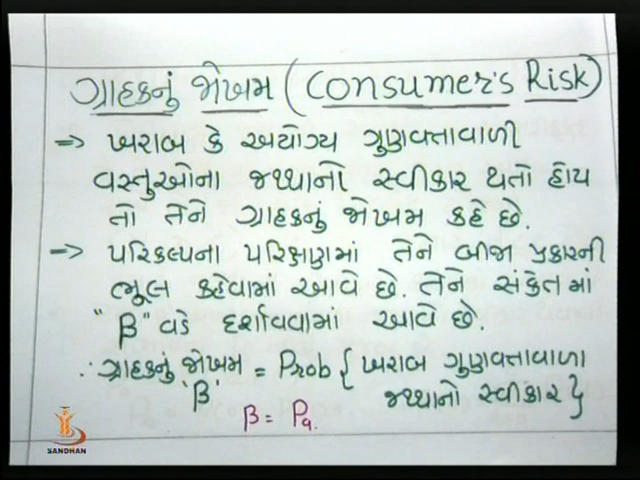 ગ્રાહકનું જોખમ (Consumer's Risk)
⇒ ખરાબ કે અયોગ્ય ગુણવત્તાવાળી
વસ્તુઓના જથ્થાનો સ્વીકાર થતો હોય
તો તેને ગ્રાહકનું જોખમ કહે છે.
⇒ પરિકલ્પના પરિક્ષણમાં તેને બીજા પ્રકારની
ભૂલ કહેવામાં આવે છે. તેને સંકેતમાં
"β" વડે દર્શાવવામાં આવે છે.
∴ ગ્રાહકનું જોખમ = Prob { ખરાબ ગુણવત્તાવાળા
'β' જથ્થાનો સ્વીકાર }
β = Pa.
SANDHAN